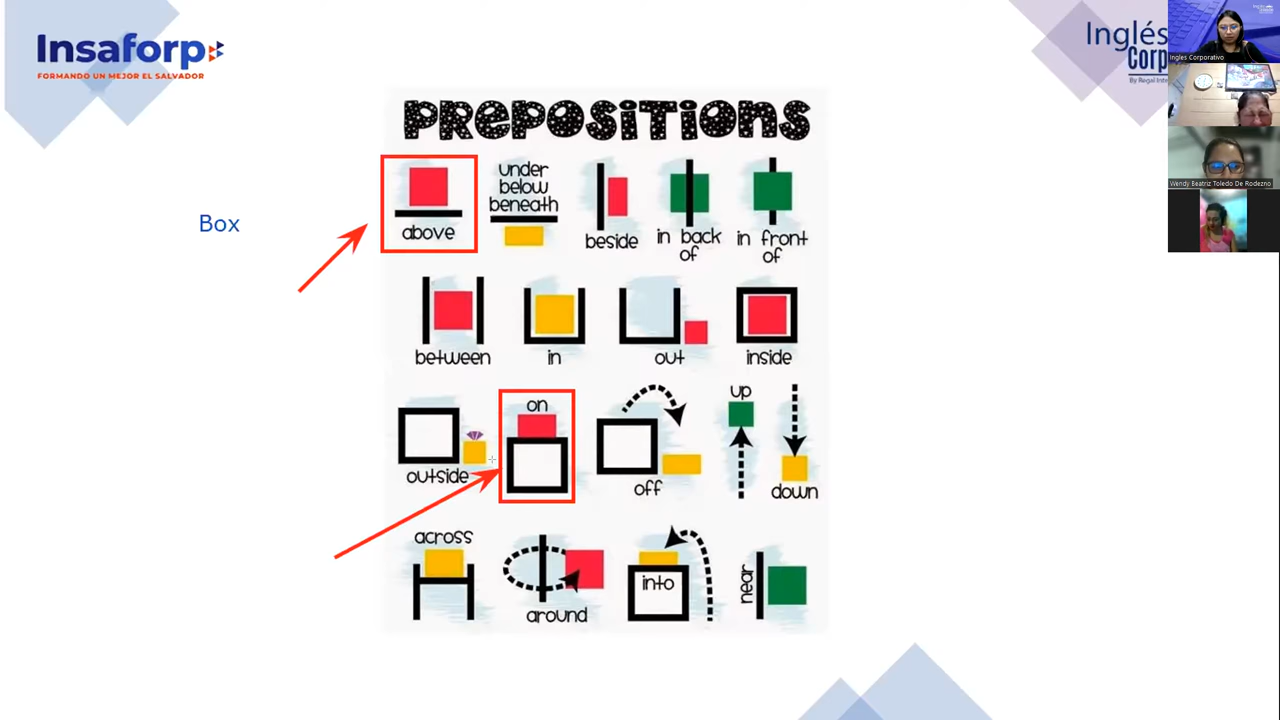 Insaforp
FORMANDO UN MEJOR EL SALVADOR
Inglés
Corp
Ingles Corporativo
Wendy Beatriz Toledo De Rodezno
PREPOSITIONS
Box
above
under
below
beneath
beside
in back
of
in front
of
between
in
out
inside
outside
on
off
up
down
across
around
into
near